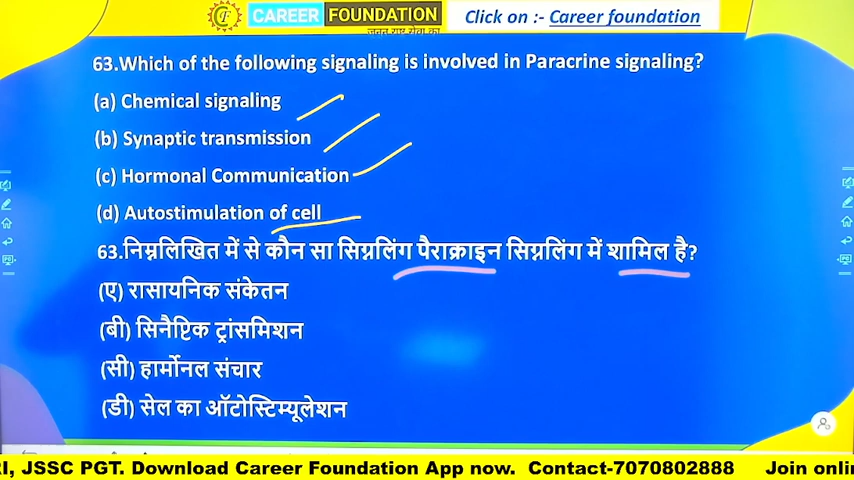 CAREER FOUNDATION
Click on :- Career foundation
63.Which of the following signaling is involved in Paracrine signaling?
(a) Chemical signaling
(b) Synaptic transmission
(c) Hormonal Communication
(d) Autostimulation of cell
63.निम्नलिखित में से कौन सा सिग्नलिंग पैराक्राइन सिग्नलिंग में शामिल है?
(ए) रासायनिक संकेतन
(बी) सिनैप्टिक ट्रांसमिशन
(सी) हार्मोनल संचार
(डी) सेल का ऑटोस्टिम्यूलेशन
I, JSSC PGT. Download Career Foundation App now. Contact-7070802888 Join onli